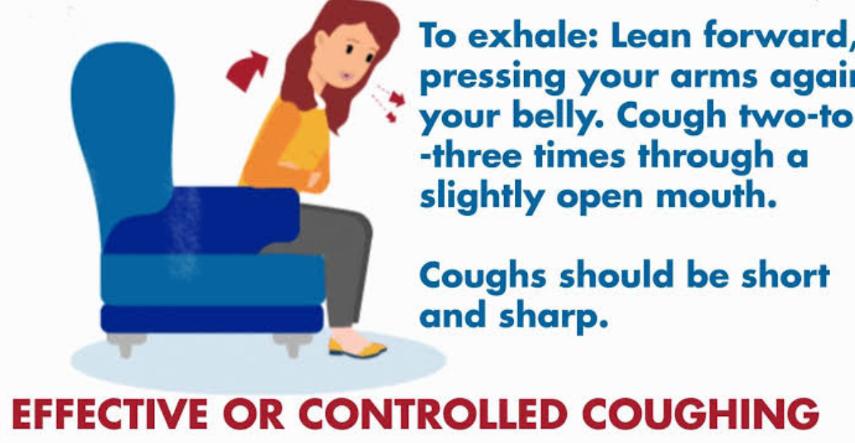 To exhale: Lean forward,
pressing your arms agai
your belly. Cough two-to
-three times through a
slightly open mouth.
Coughs should be short
and sharp.
EFFECTIVE OR CONTROLLED COUGHING